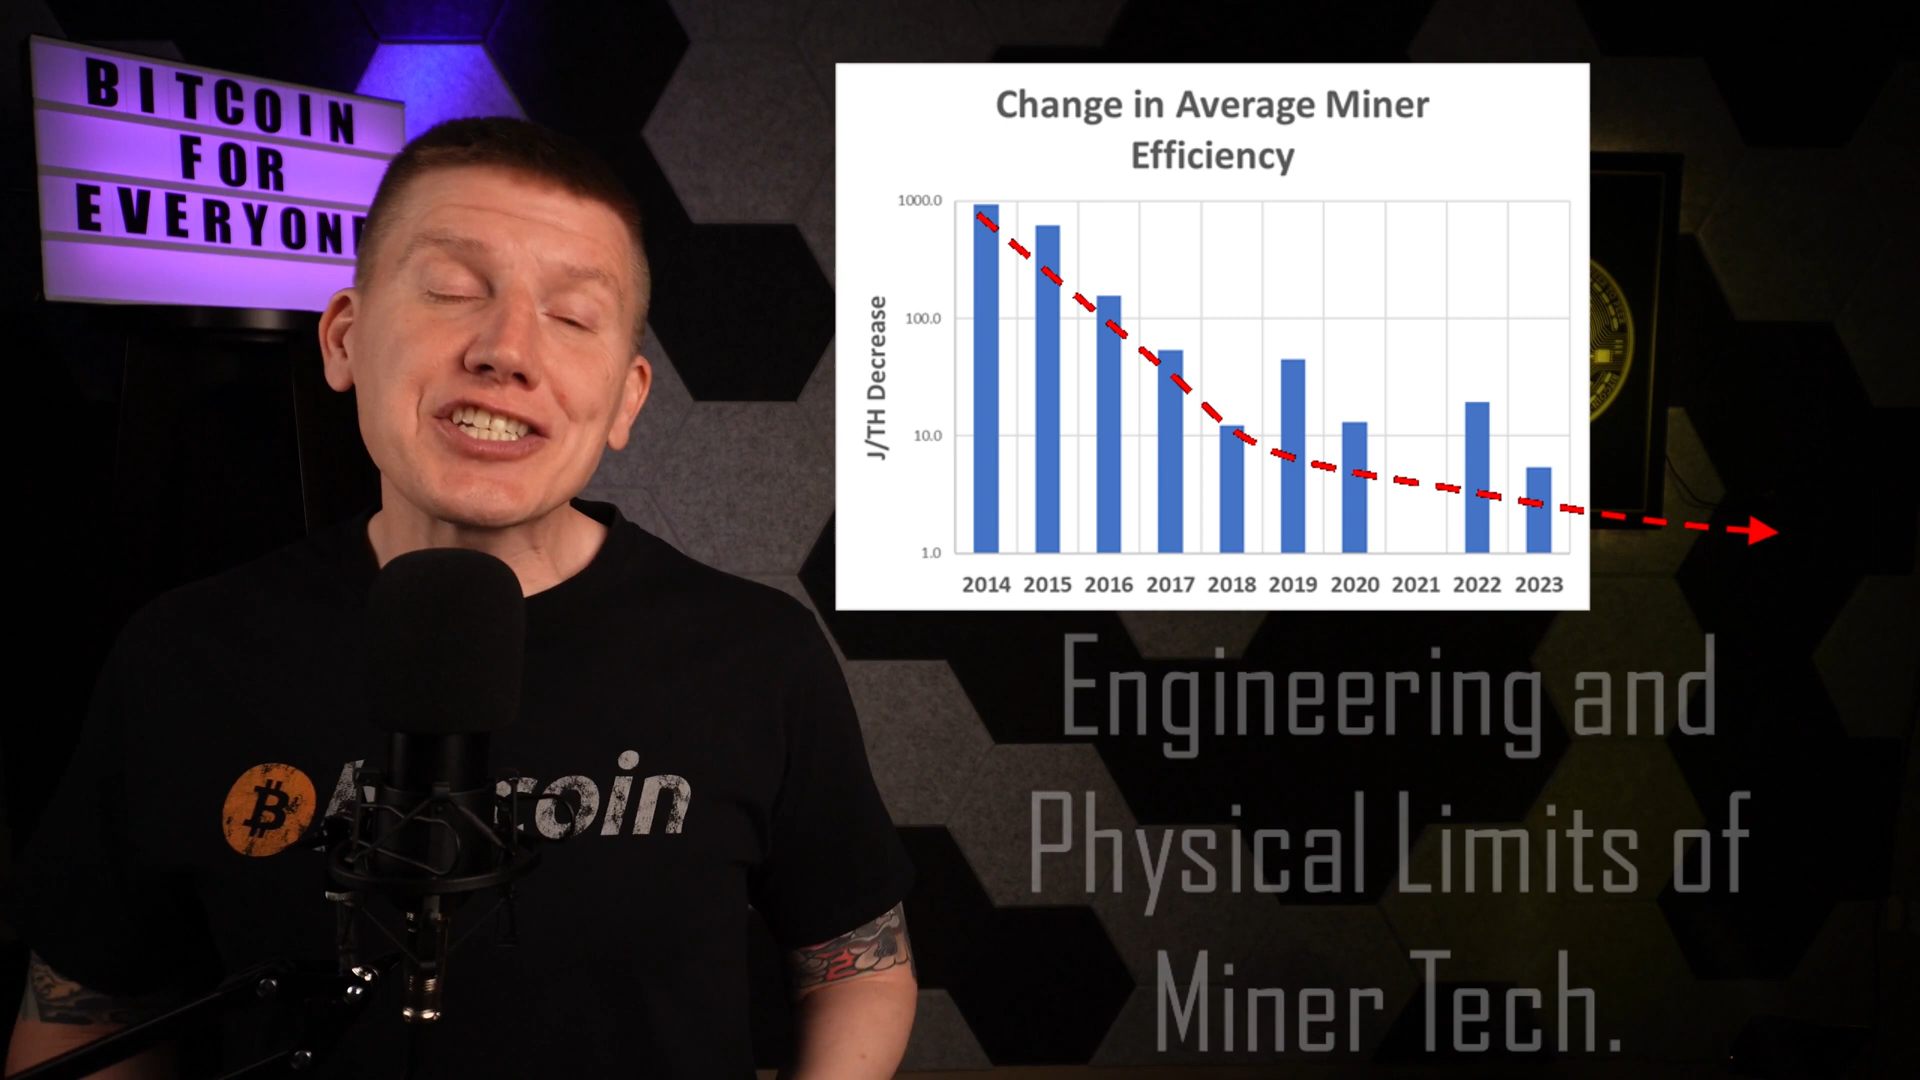 BITCOIN
FOR
EVERYON
Change in Average Miner
Efficiency
J/TH Decrease
1000.0
100.0
10.0
1.0
2014 2015 2016 2017 2018 2019 2020 2021 2022 2023
coin
Engineering and
Physical Limits of
Miner Tech.